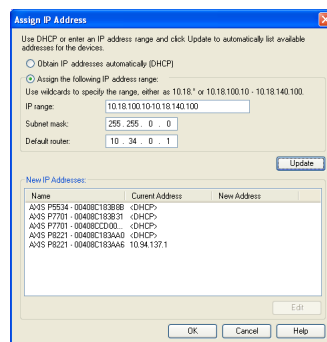 Assign IP Address
Use DHCP or enter an IP address range and click Update to automatically list available
addresses for the devices.
Obtain IP addresses automatically (DHCP)
Assign the following IP address range:
Use wildcards to specify the range, either as 10.18.* or 10.18.100.10 - 10.18.140.100.
IP range: 10.18.100.10-10.18.140.100
Subnet mask: 255 . 255 . 0 . 0
Default router: 10 . 34 . 0 . 1
Update
New IP Addresses:
Name Current Address New Address
AXIS P5534 - 00408C183B8B <DHCP>
AXIS P7701 - 00408C183B31 <DHCP>
AXIS P7701 - 00408CCD00... <DHCP>
AXIS P8221 - 00408C183AA0 <DHCP>
AXIS P8221 - 00408C183AA6 10.94.137.1
Edit
OK Cancel Help